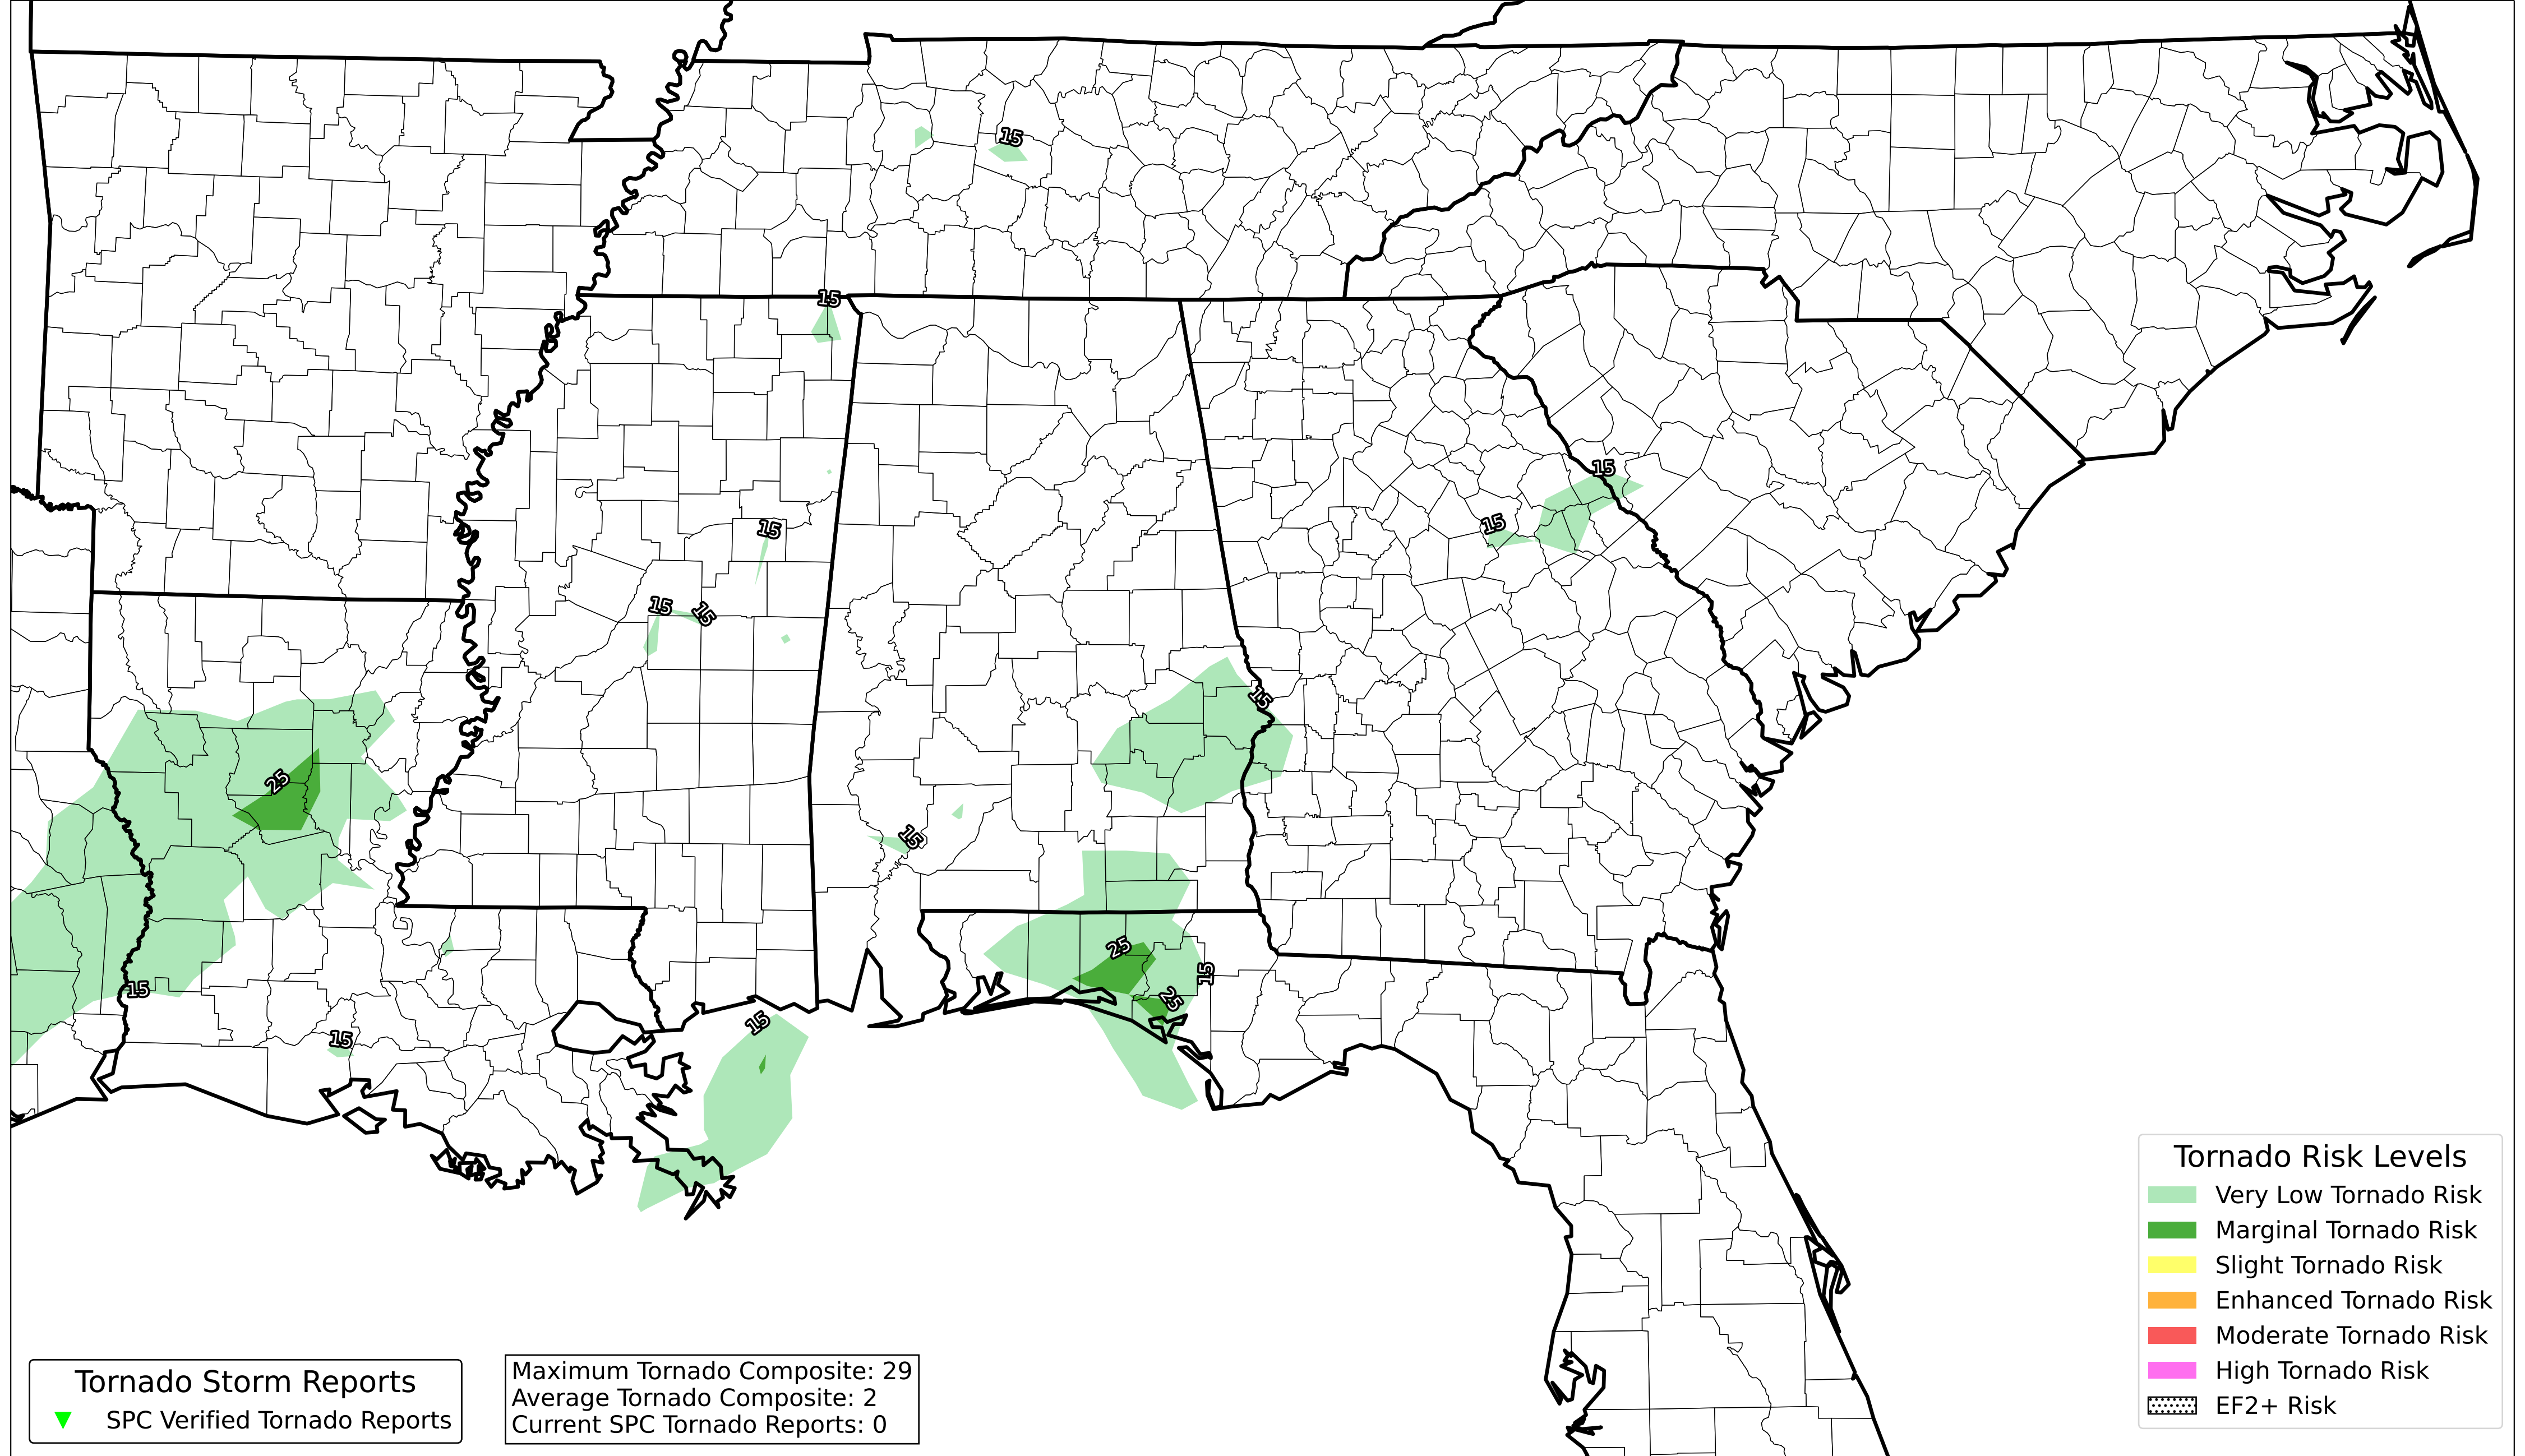 15
15
15
15
15
15
15
15
15
25
15
25
15
25
15
15
15
Tornado Risk Levels
Very Low Tornado Risk
Marginal Tornado Risk
Slight Tornado Risk
Enhanced Tornado Risk
Moderate Tornado Risk
High Tornado Risk
EF2+ Risk
Tornado Storm Reports
SPC Verified Tornado Reports
Maximum Tornado Composite: 29
Average Tornado Composite: 2
Current SPC Tornado Reports: 0